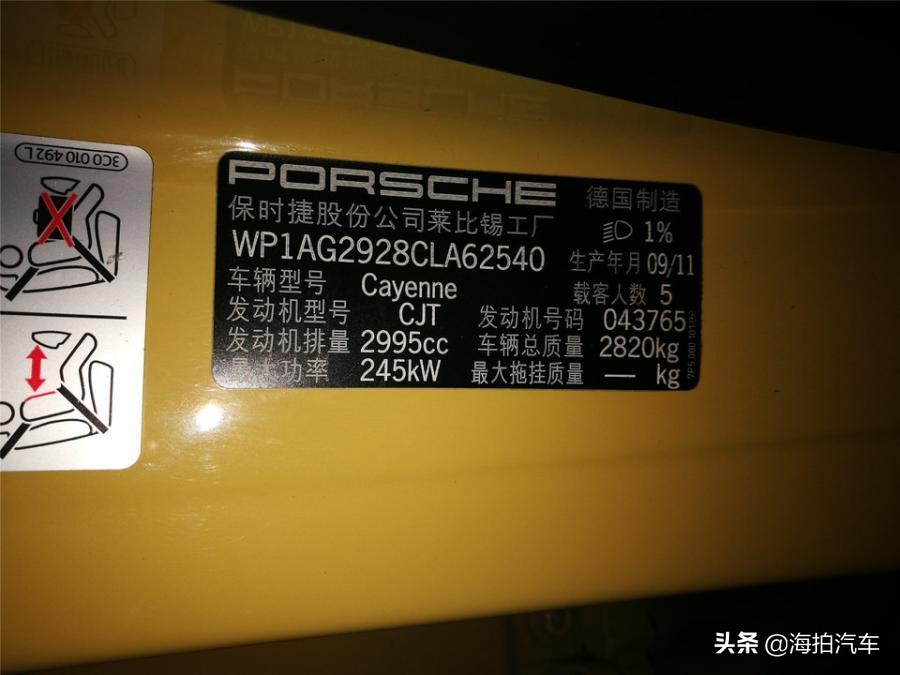 3C0 010 492 L
PORSCHE
德国制造
保时捷股份公司莱比锡工厂
1%
WP1AG2928CLA62540
生产年月 09/11
车辆型号 Cayenne
载客人数 5
发动机型号 CJT
发动机号码 043765
发动机排量 2995cc
车辆总质量 2820kg
最大功率 245kW
最大拖挂质量 — kg
头条 @海拍汽车